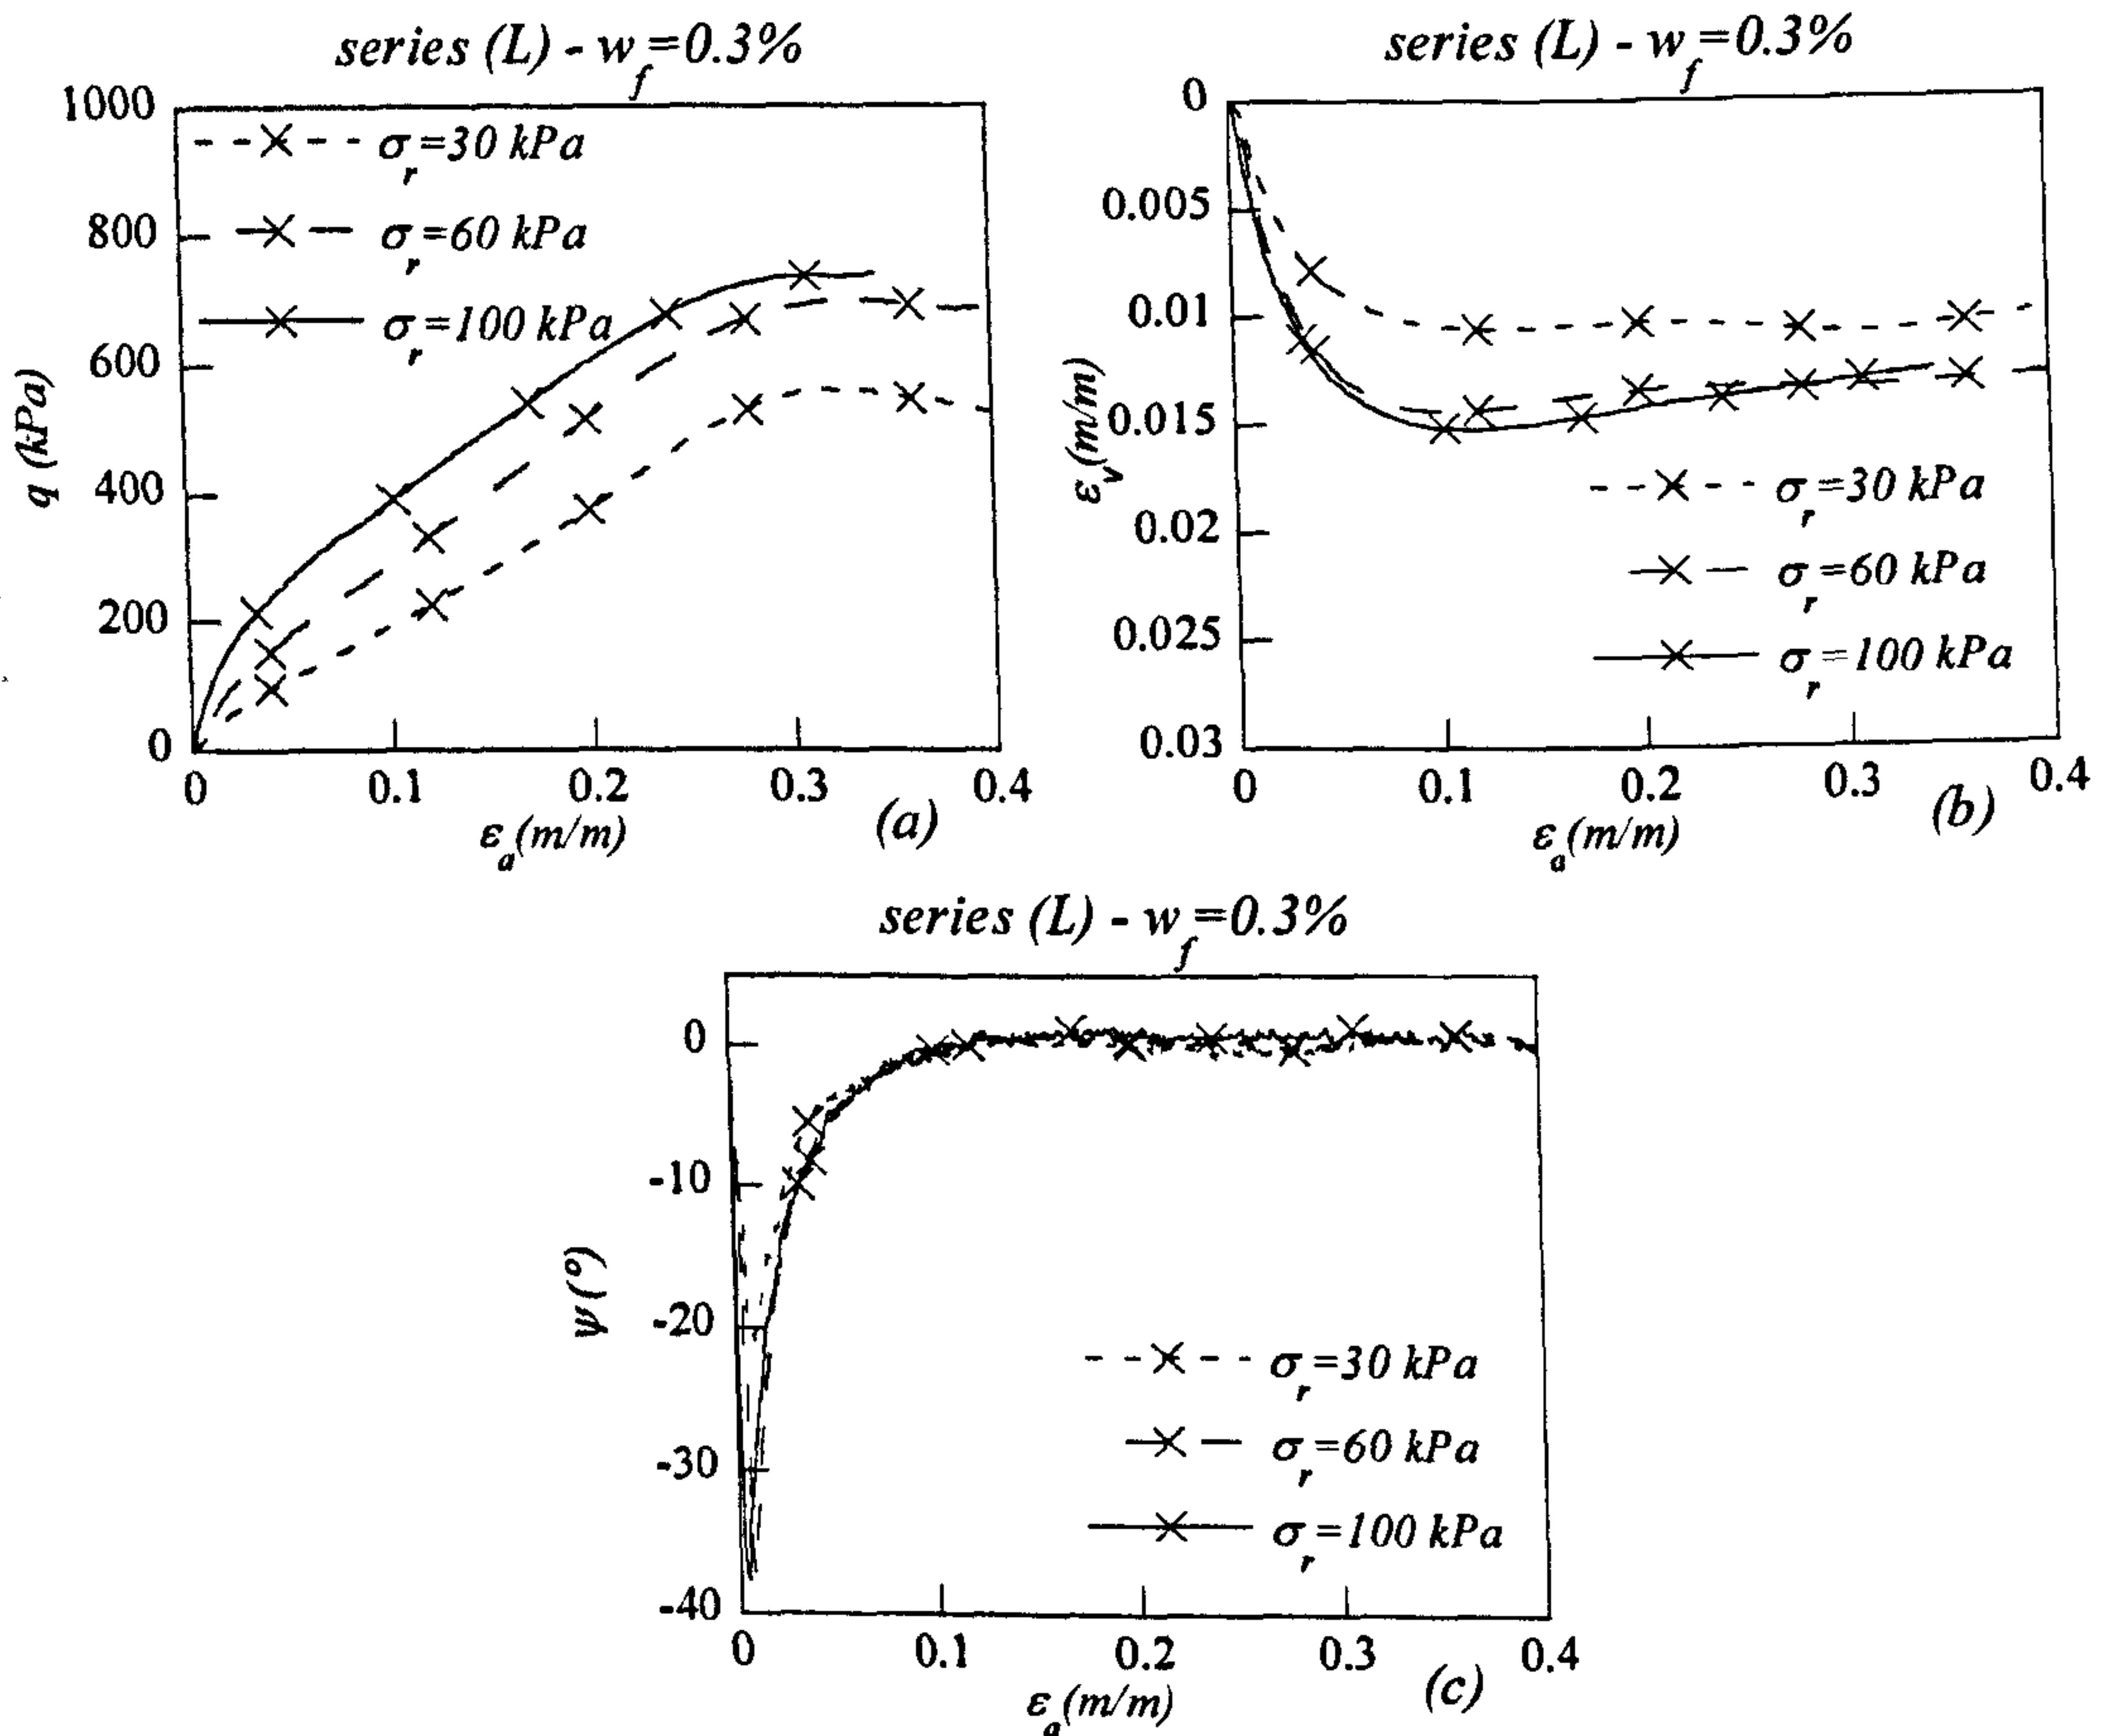 series (L) - w_f=0.3%
1000
800
600
400
200
0
q (kPa)
σ_r=30 kPa
σ_r=60 kPa
σ_r=100 kPa
0 0.1 0.2 0.3 0.4
ε_a(m/m)
(a)
series (L) - w_f=0.3%
0
0.005
0.01
0.015
0.02
0.025
0.03
ε_v(m/m)
σ_r=30 kPa
σ_r=60 kPa
σ_r=100 kPa
0 0.1 0.2 0.3 0.4
ε_a(m/m)
(b)
series (L) - w_f=0.3%
0
-10
-20
-30
-40
ψ(°)
σ_r=30 kPa
σ_r=60 kPa
σ_r=100 kPa
0 0.1 0.2 0.3 0.4
ε_a(m/m)
(c)